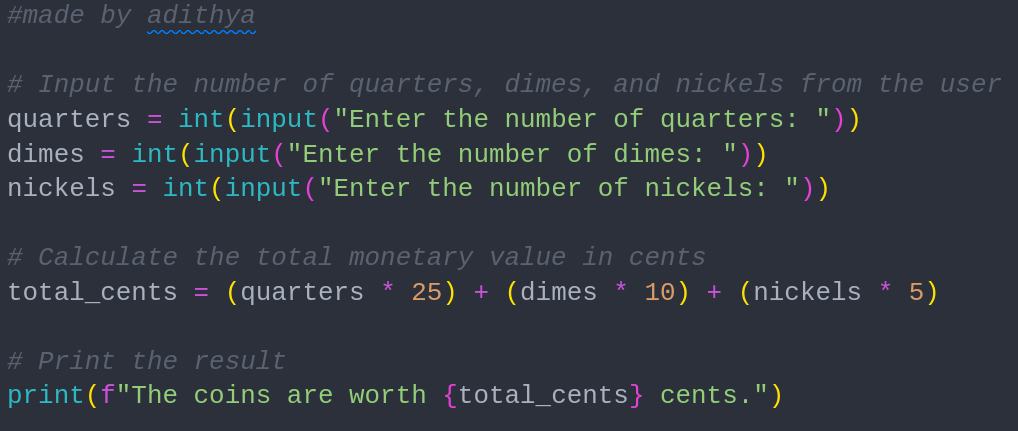 #made by adithya
# Input the number of quarters, dimes, and nickels from the user
quarters = int(input("Enter the number of quarters: "))
dimes = int(input("Enter the number of dimes: "))
nickels = int(input("Enter the number of nickels: "))
# Calculate the total monetary value in cents
total_cents = (quarters * 25) + (dimes * 10) + (nickels * 5)
# Print the result
print(f"The coins are worth {total_cents} cents.")